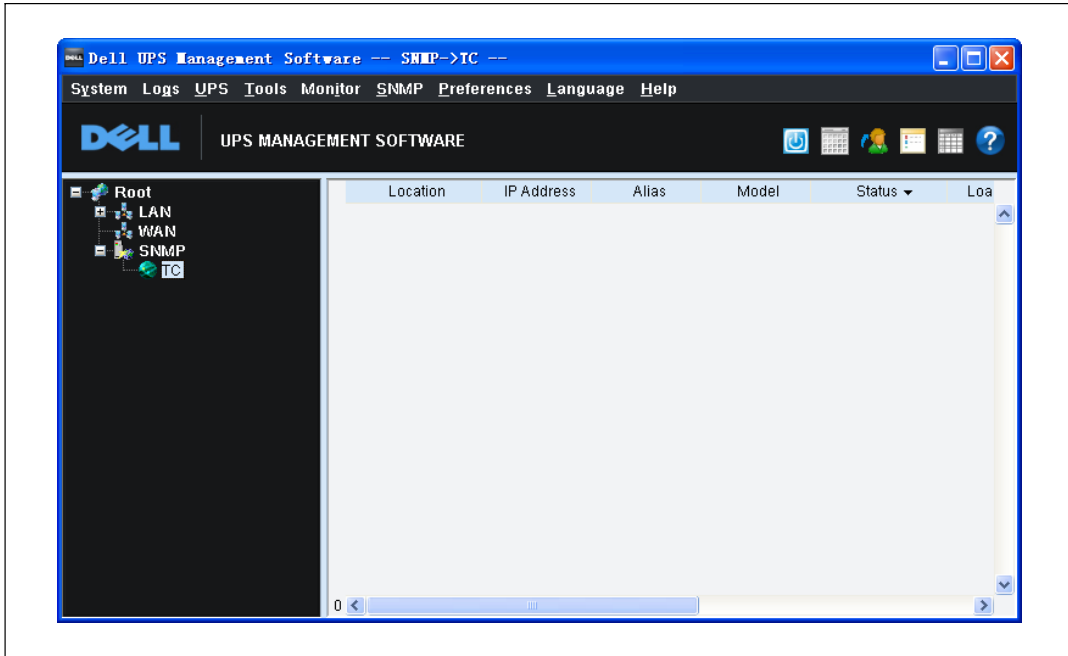 Dell UPS Management Software -- SNMP->TC --
System Logs UPS Tools Monitor SNMP Preferences Language Help
DELL UPS MANAGEMENT SOFTWARE
Root
LAN
WAN
SNMP
TC
Location IP Address Alias Model Status Loa
0